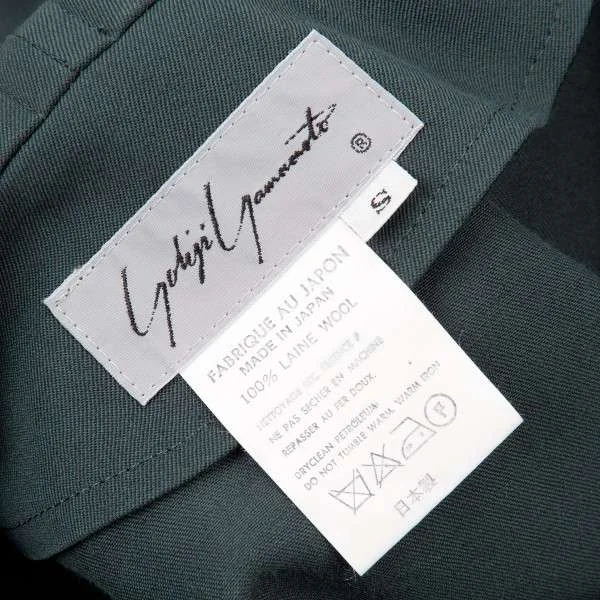 Yohji Yamamoto ®
S
FABRIQUE AU JAPON
MADE IN JAPAN
100% LAINE WOOL
NETTOYAGE SEC, ESSENCE &
NE PAS SECHER EN MACHINE
REPASSER AU FER DOUX.
DRYCLEAN PETROLEUM;
DO NOT TUMBLE WARM, WARM IRON
F
日本製